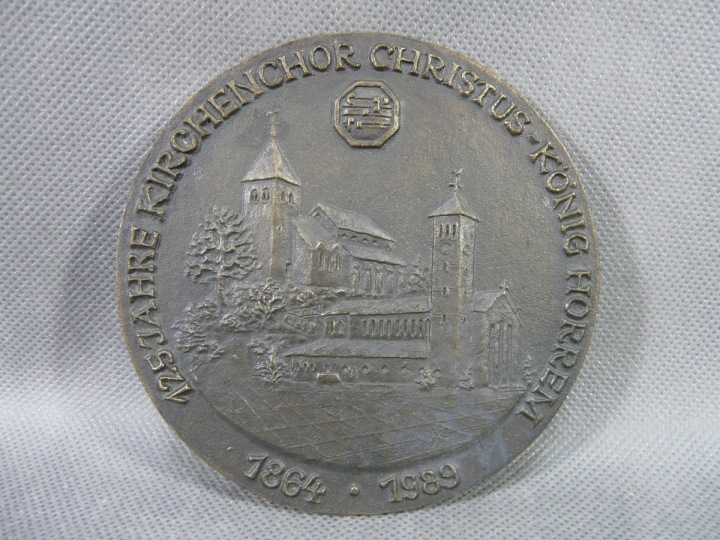 125 JAHRE KIRCHENCHOR CHRISTUS-KÖNIG HORREM
· 1864 · 1989